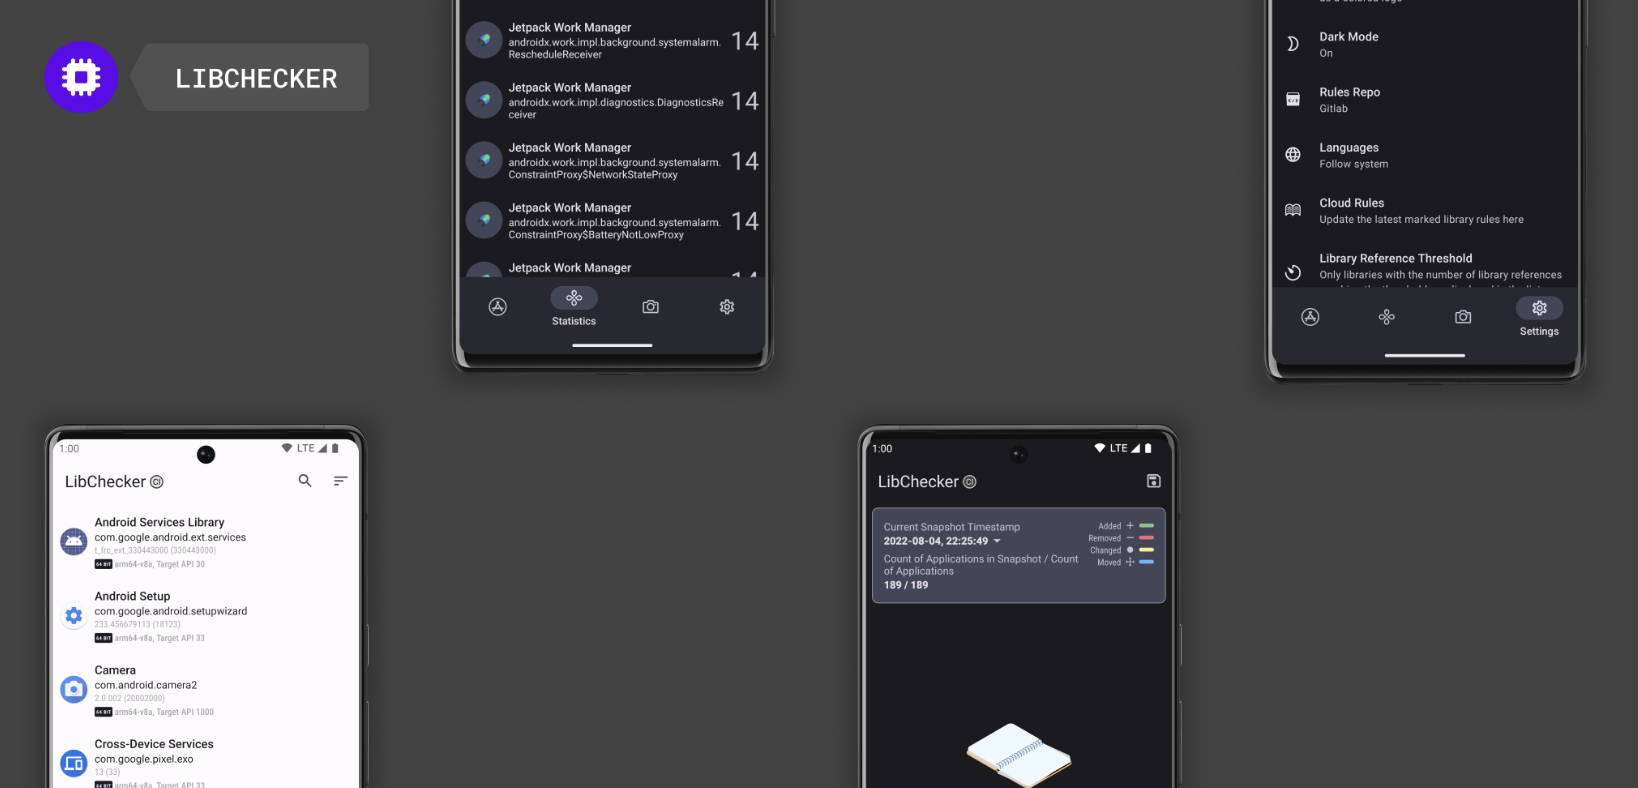 LIBCHECKER
Jetpack Work Manager
androidx.work.impl.background.systemalarm.
RescheduleReceiver
14
Jetpack Work Manager
androidx.work.impl.diagnostics.DiagnosticsRe
ceiver
14
Jetpack Work Manager
androidx.work.impl.background.systemalarm.
ConstraintProxy$NetworkStateProxy
14
Jetpack Work Manager
androidx.work.impl.background.systemalarm.
ConstraintProxy$BatteryNotLowProxy
14
Jetpack Work Manager
14
Statistics
as a colored logo
Dark Mode
On
Rules Repo
Gitlab
Languages
Follow system
Cloud Rules
Update the latest marked library rules here
Library Reference Threshold
Only libraries with the number of library references
Settings
1:00
LTE
LibChecker CI
Android Services Library
com.google.android.ext.services
t_frc_ext_330443000 (330443000)
64 BIT arm64-v8a, Target API 30
Android Setup
com.google.android.setupwizard
233.456679113 (18123)
64 BIT arm64-v8a, Target API 33
Camera
com.android.camera2
2.0.002 (20002000)
64 BIT arm64-v8a, Target API 1000
Cross-Device Services
com.google.pixel.exo
13 (33)
64 BIT arm64-v8a, Target API 33
1:00
LTE
LibChecker CI
Current Snapshot Timestamp
2022-08-04, 22:25:49
Count of Applications in Snapshot / Count
of Applications
189 / 189
Added +
Removed −
Changed
Moved